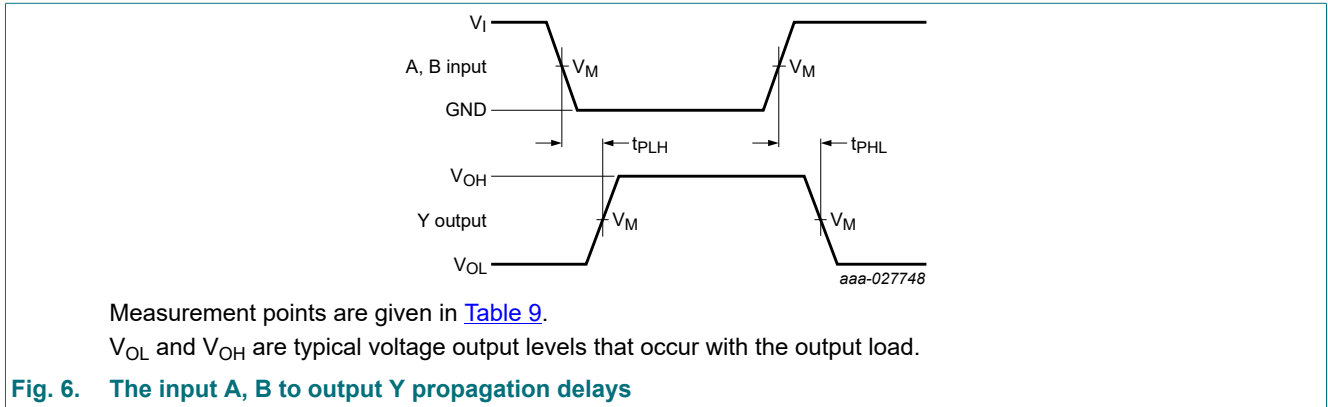 V_I
A, B input
V_M
V_M
GND
t_PLH
t_PHL
V_OH
Y output
V_M
V_M
V_OL
aaa-027748
Measurement points are given in Table 9.
V_OL and V_OH are typical voltage output levels that occur with the output load.
Fig. 6. The input A, B to output Y propagation delays